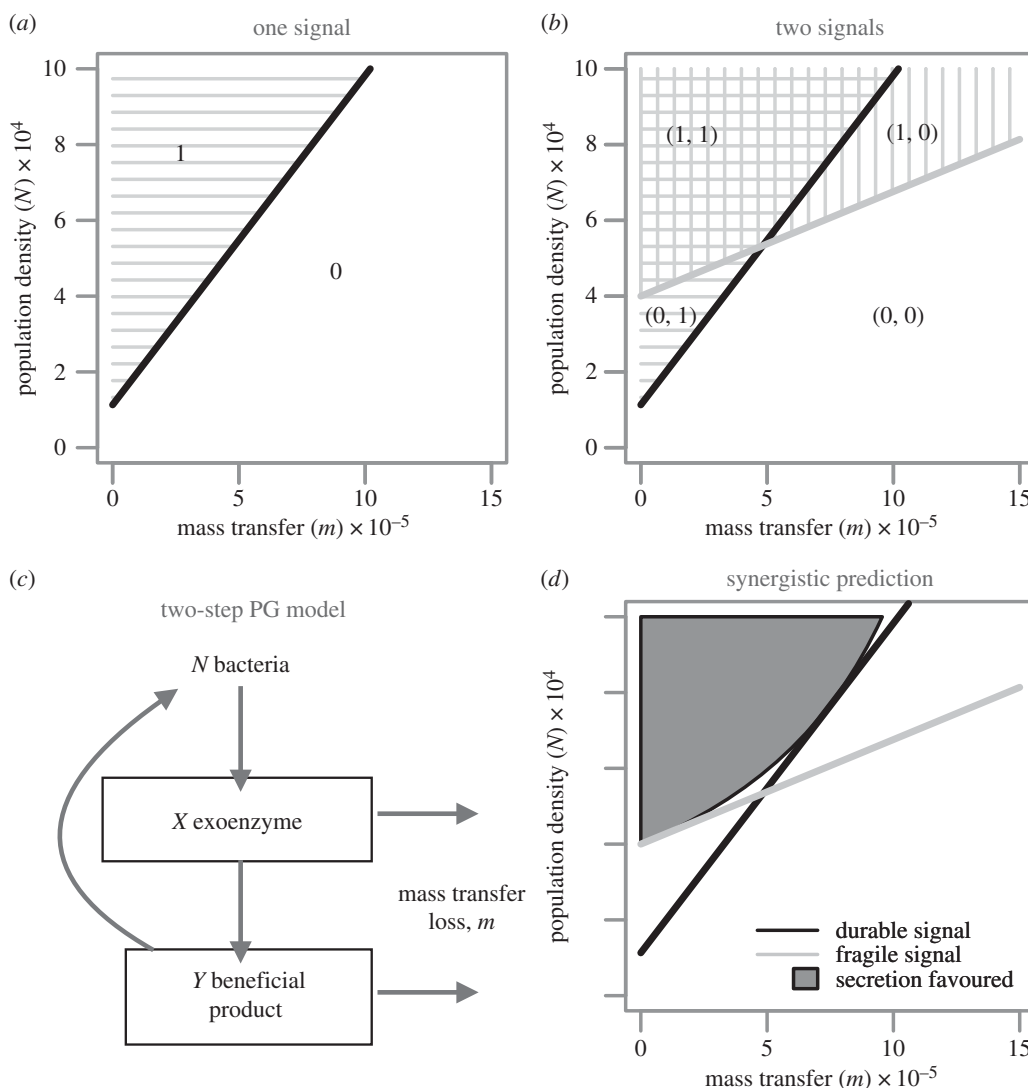 (a)
one signal
10
8
6
4
2
0
population density (N) × 10⁴
1
0
0
5
10
15
mass transfer (m) × 10⁻⁵
(b)
two signals
10
8
6
4
2
0
population density (N) × 10⁴
(1, 1)
(1, 0)
(0, 1)
(0, 0)
0
5
10
15
mass transfer (m) × 10⁻⁵
(c)
two-step PG model
N bacteria
X exoenzyme
mass transfer
loss, m
Y beneficial
product
(d)
synergistic prediction
population density (N) × 10⁴
durable signal
fragile signal
secretion favoured
0
5
10
15
mass transfer (m) × 10⁻⁵